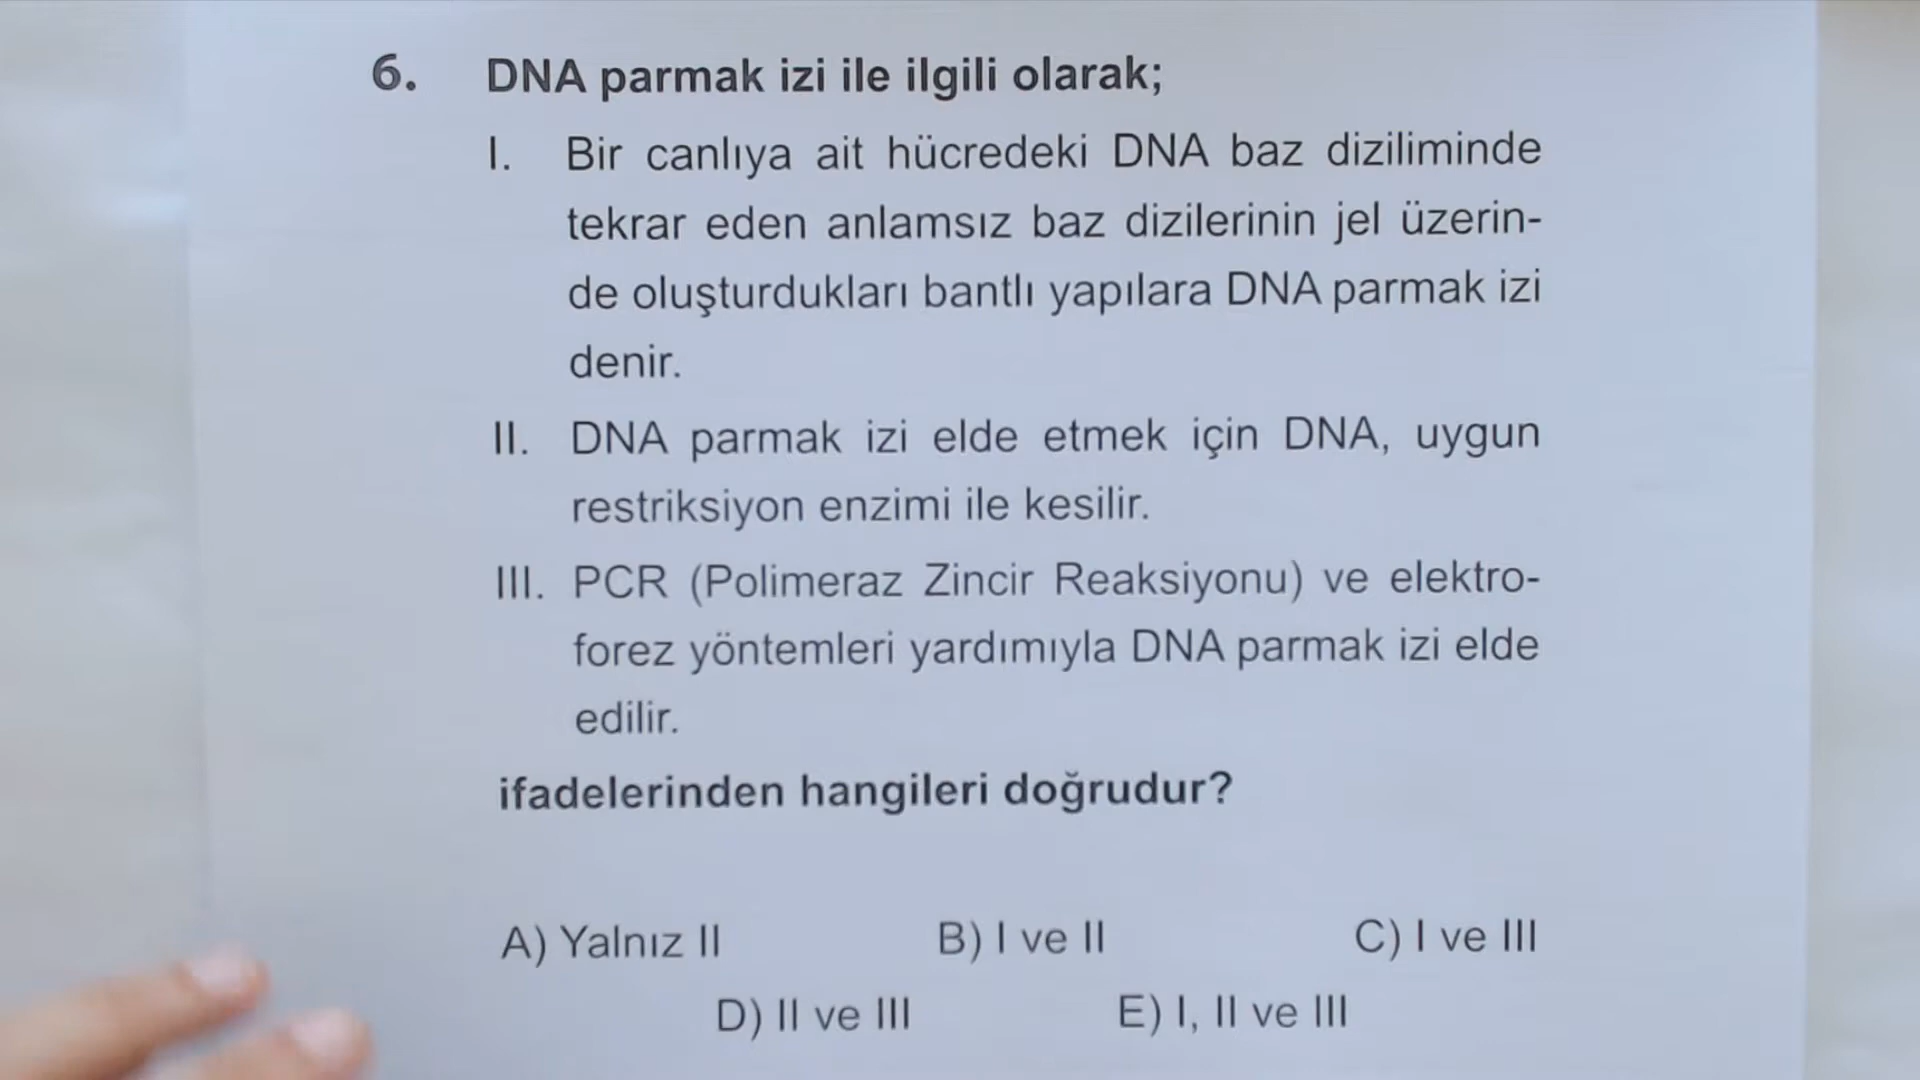 6. DNA parmak izi ile ilgili olarak;
I. Bir canlıya ait hücredeki DNA baz diziliminde
tekrar eden anlamsız baz dizilerinin jel üzerin-
de oluşturdukları bantlı yapılara DNA parmak izi
denir.
II. DNA parmak izi elde etmek için DNA, uygun
restriksiyon enzimi ile kesilir.
III. PCR (Polimeraz Zincir Reaksiyonu) ve elektro-
forez yöntemleri yardımıyla DNA parmak izi elde
edilir.
ifadelerinden hangileri doğrudur?
A) Yalnız II B) I ve II C) I ve III
D) II ve III E) I, II ve III